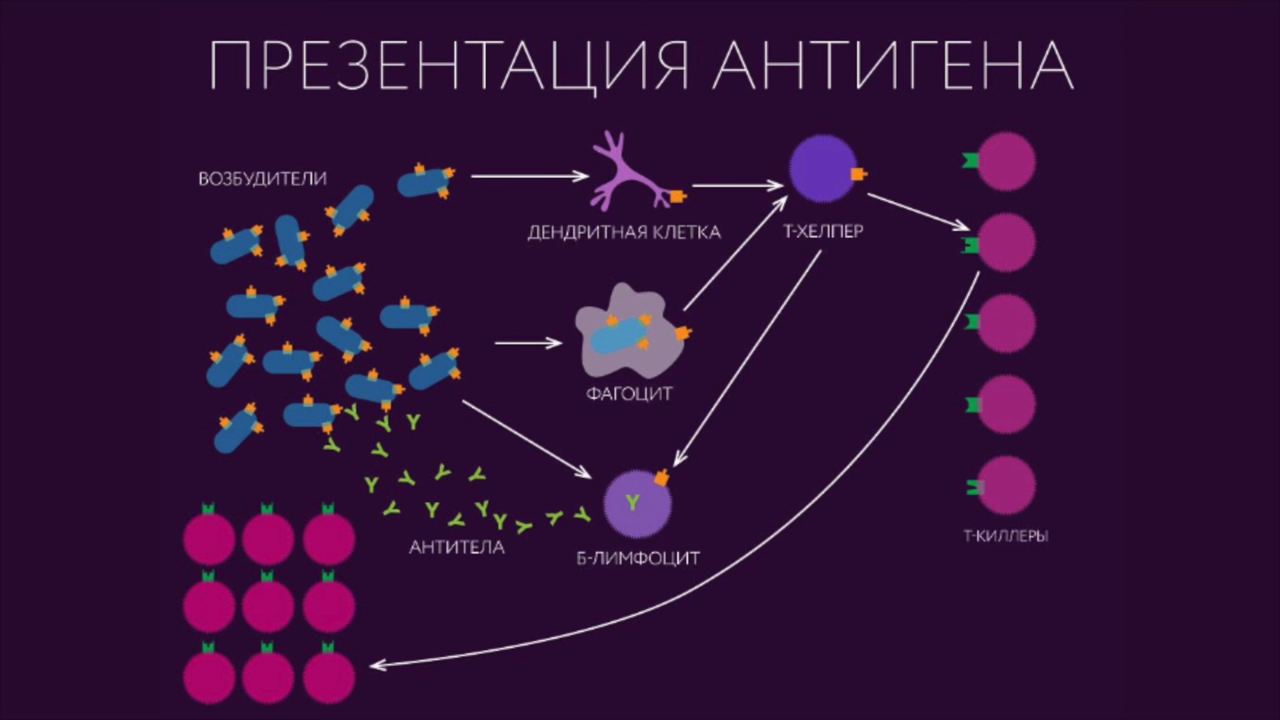 ПРЕЗЕНТАЦИЯ АНТИГЕНА
ВОЗБУДИТЕЛИ
ДЕНДРИТНАЯ КЛЕТКА
Т-ХЕЛПЕР
ФАГОЦИТ
АНТИТЕЛА
Б-ЛИМФОЦИТ
Т-КИЛЛЕРЫ